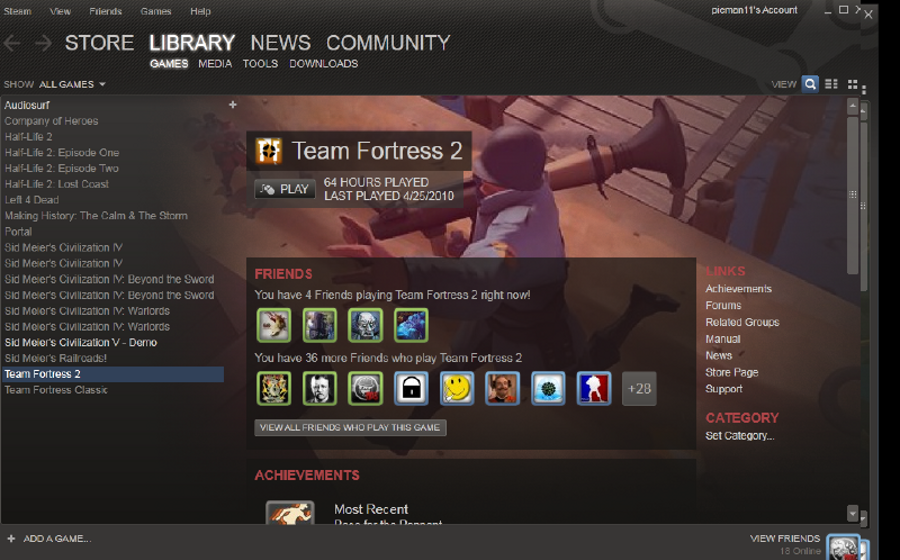 Steam View Friends Games Help
pieman11's Account
STORE LIBRARY NEWS COMMUNITY
GAMES MEDIA TOOLS DOWNLOADS
SHOW ALL GAMES
VIEW
Audiosurf
Company of Heroes
Half-Life 2
Half-Life 2: Episode One
Half-Life 2: Episode Two
Half-Life 2: Lost Coast
Left 4 Dead
Making History: The Calm & The Storm
Portal
Sid Meier's Civilization IV
Sid Meier's Civilization IV
Sid Meier's Civilization IV: Beyond the Sword
Sid Meier's Civilization IV: Beyond the Sword
Sid Meier's Civilization IV: Warlords
Sid Meier's Civilization IV: Warlords
Sid Meier's Civilization V - Demo
Sid Meier's Railroads!
Team Fortress 2
Team Fortress Classic
Team Fortress 2
PLAY
64 HOURS PLAYED
LAST PLAYED 4/25/2010
FRIENDS
You have 4 Friends playing Team Fortress 2 right now!
You have 36 more Friends who play Team Fortress 2
+28
VIEW ALL FRIENDS WHO PLAY THIS GAME
LINKS
Achievements
Forums
Related Groups
Manual
News
Store Page
Support
CATEGORY
Set Category...
ACHIEVEMENTS
Most Recent
Race for the Pennant
+ ADD A GAME...
VIEW FRIENDS
18 Online